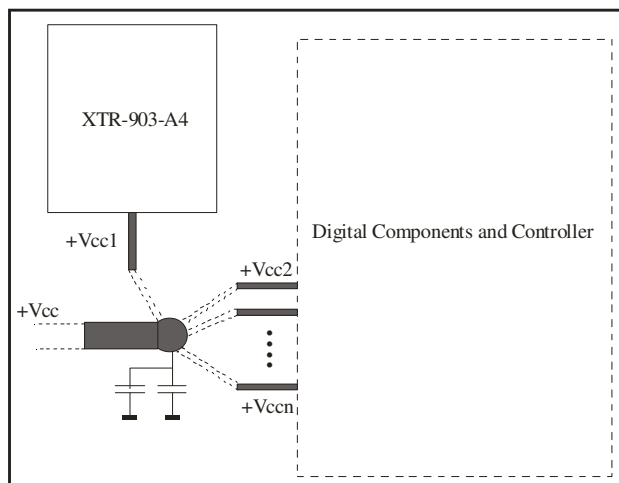 XTR-903-A4
+Vcc1
Digital Components and Controller
+Vcc2
+Vcc
+Vccn